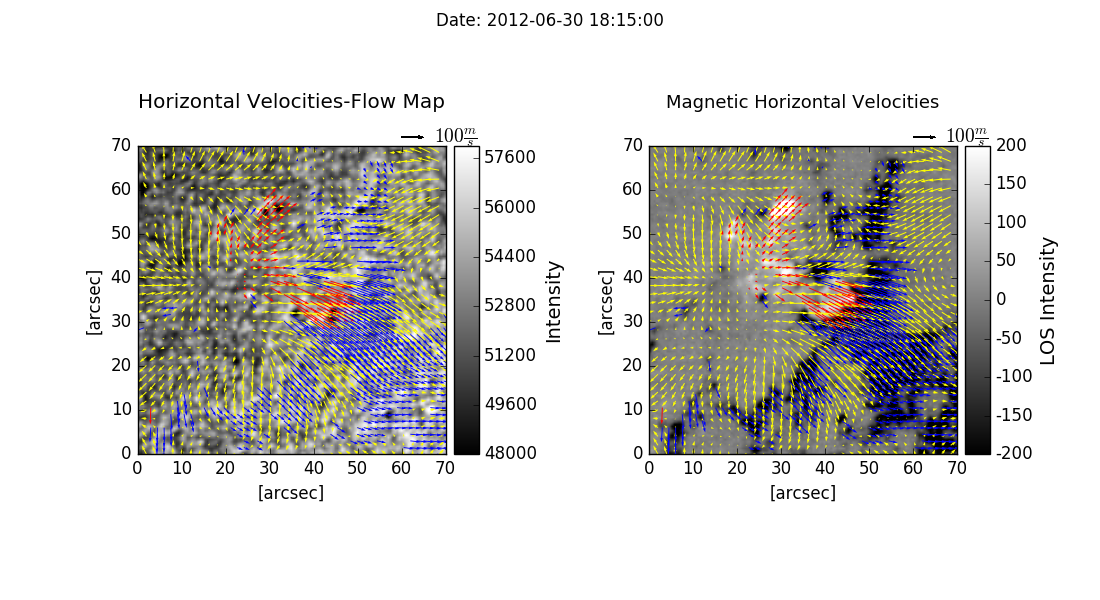 Date: 2012-06-30 18:15:00
Horizontal Velocities-Flow Map
100 m/s
70
60
50
40
30
20
10
0
0 10 20 30 40 50 60 70
[arcsec]
[arcsec]
57600
56000
54400
52800
51200
49600
48000
Intensity
Magnetic Horizontal Velocities
100 m/s
70
60
50
40
30
20
10
0
0 10 20 30 40 50 60 70
[arcsec]
[arcsec]
200
150
100
50
0
-50
-100
-150
-200
LOS Intensity